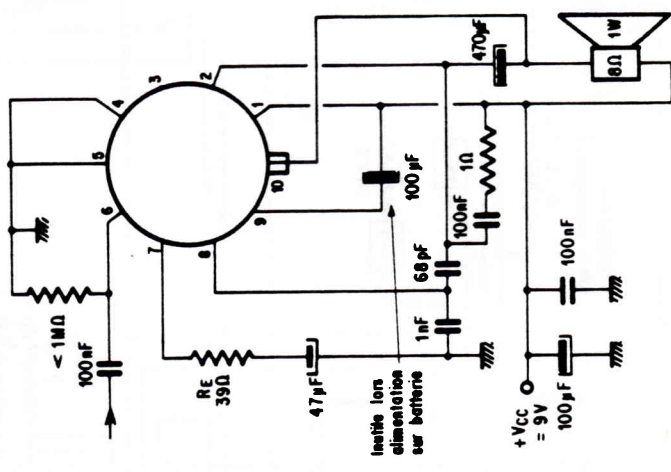 < 1MΩ
100nF
6
5
4
3
2
1
10
9
8
7
RE
39Ω
47µF
Inutile lors
alimentation
sur batterie
100µF
68pF
1nF
100nF
1Ω
470µF
8Ω
1W
+Vcc
= 9V
100µF
100nF